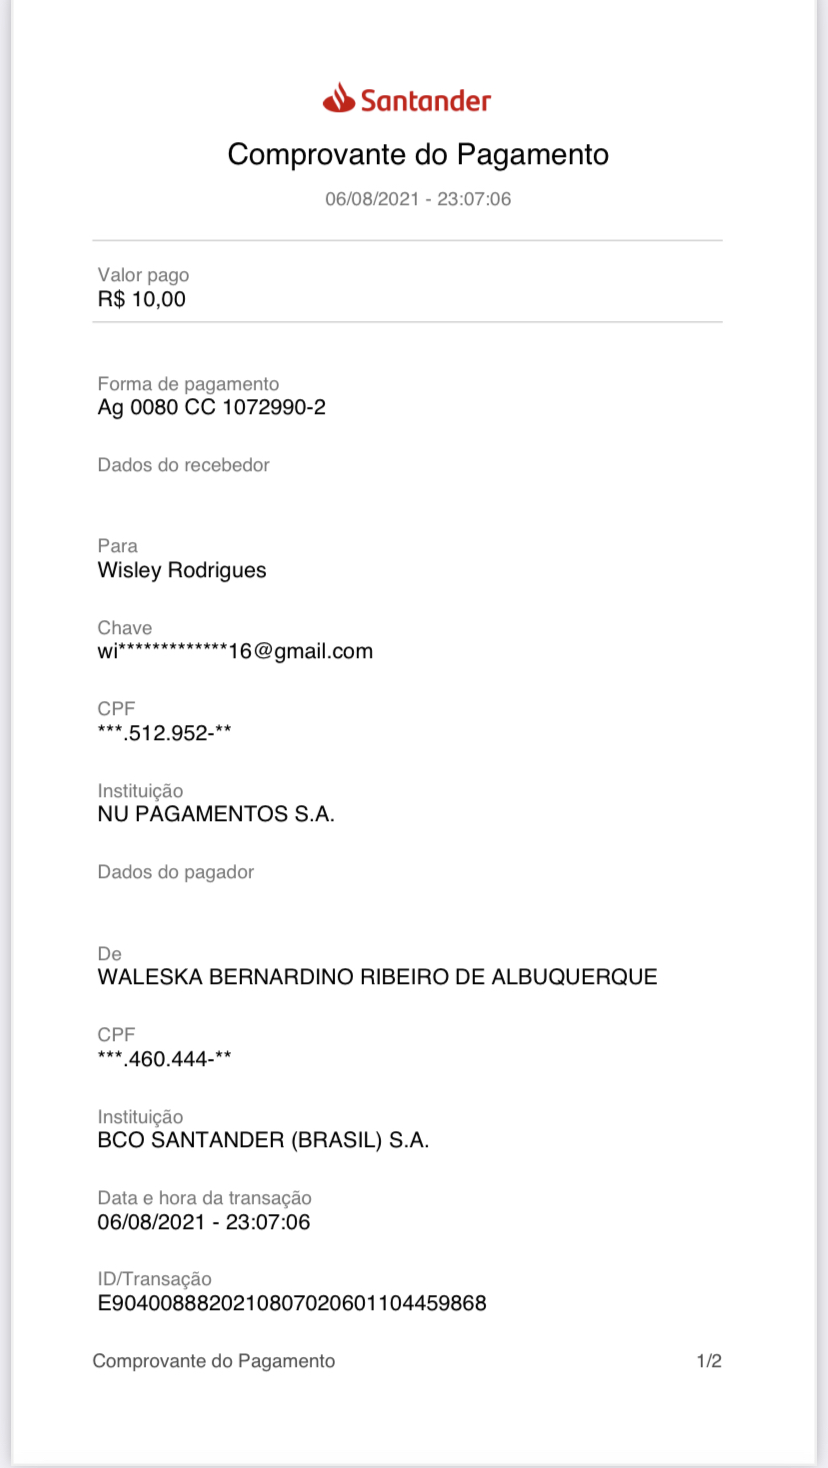 Santander
Comprovante do Pagamento
06/08/2021 - 23:07:06
Valor pago
R$ 10,00
Forma de pagamento
Ag 0080 CC 1072990-2
Dados do recebedor
Para
Wisley Rodrigues
Chave
wi*************16@gmail.com
CPF
***.512.952-**
Instituição
NU PAGAMENTOS S.A.
Dados do pagador
De
WALESKA BERNARDINO RIBEIRO DE ALBUQUERQUE
CPF
***.460.444-**
Instituição
BCO SANTANDER (BRASIL) S.A.
Data e hora da transação
06/08/2021 - 23:07:06
ID/Transação
E9040088820210807020601104459868
Comprovante do Pagamento
1/2